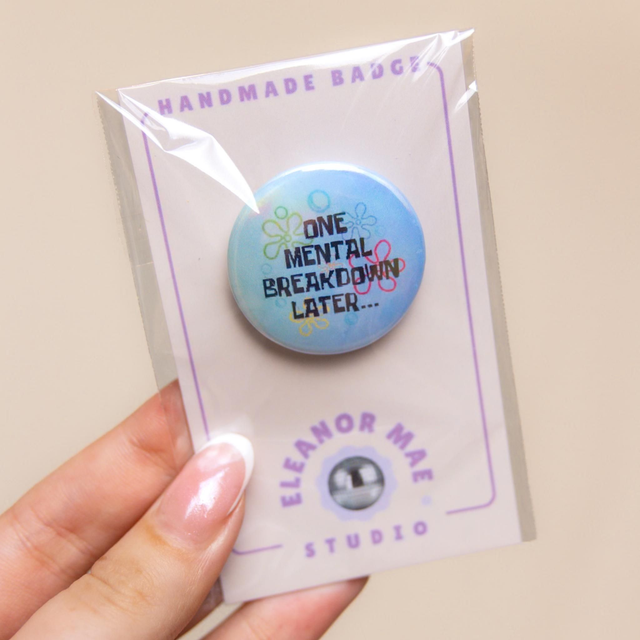 HANDMADE BADGE
ONE
MENTAL
BREAKDOWN
LATER...
ELEANOR MAE
STUDIO